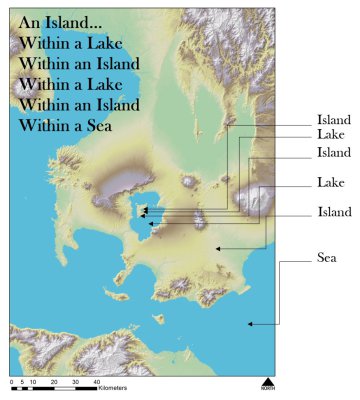 An Island...
Within a Lake
Within an Island
Within a Lake
Within an Island
Within a Sea
Island
Lake
Island
Lake
Island
Sea
0 5 10 20 30 40
Kilometers
NORTH